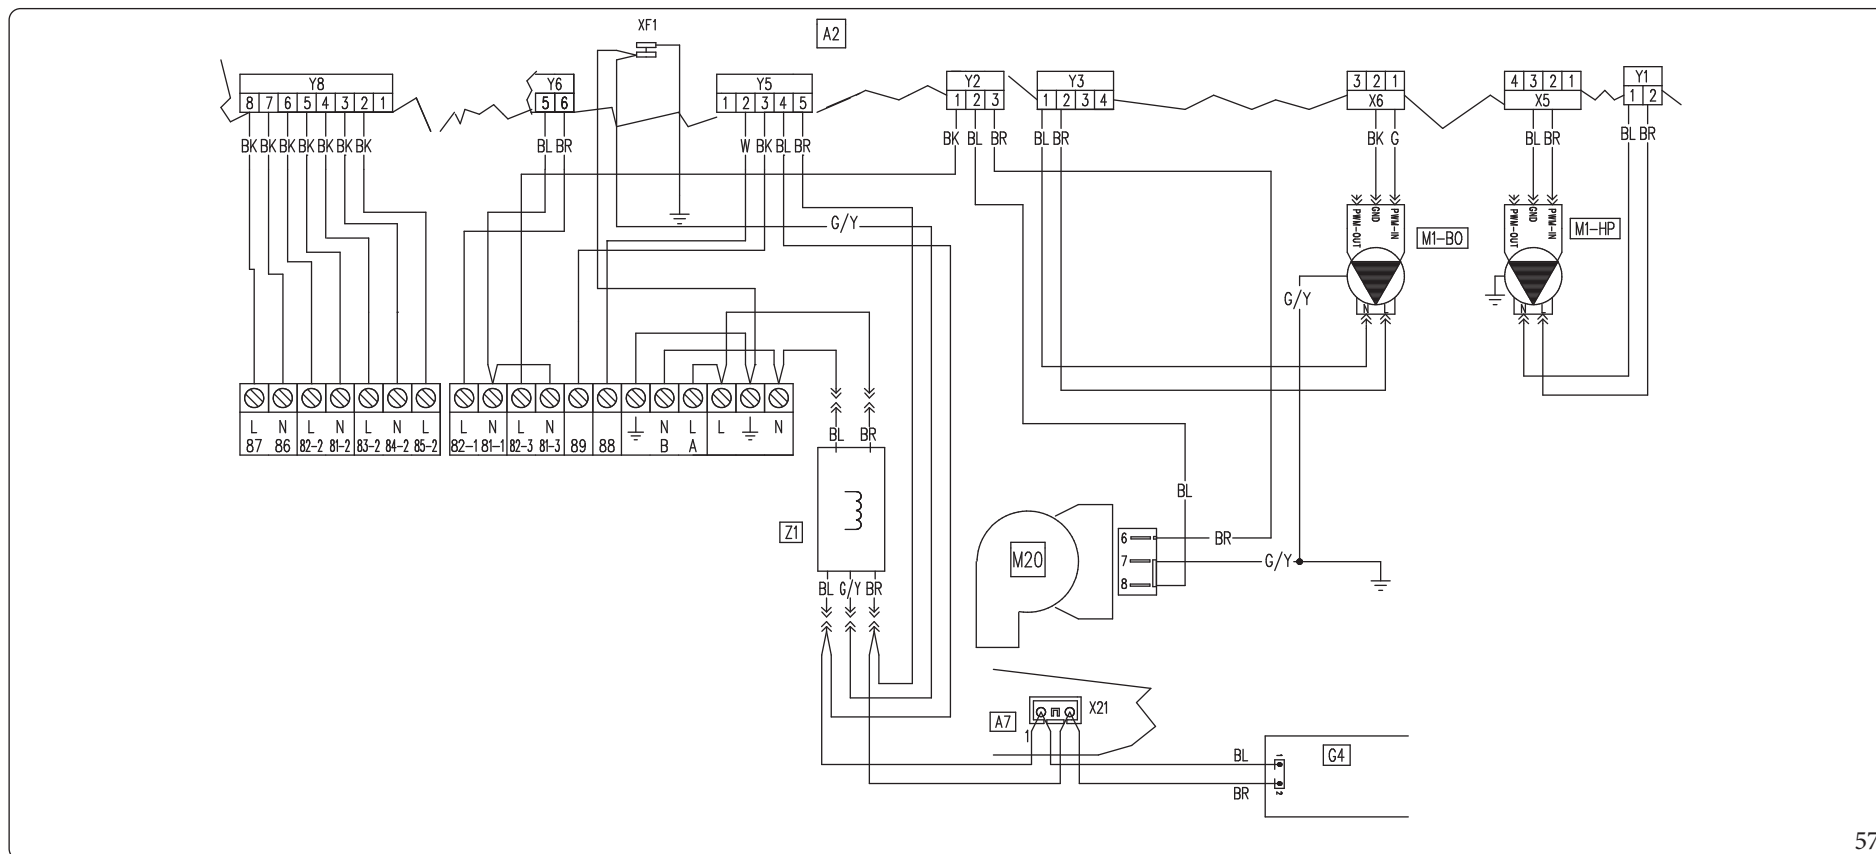 XF1
A2
Y8
Y6
Y5
Y2
Y3
3 2 1
4 3 2 1
Y1
8 7 6 5 4 3 2 1
5 6
1 2 3 4 5
1 2 3
1 2 3 4
X6
X5
1 2
BK BK BK BK BK BK BK
BL BR
W BK BL BR
BK BL BR
BL BR
BK G
BL BR
BL BR
G/Y
PWM-OUT GND PWM-IN
M1-BO
PWM-OUT GND PWM-IN
M1-HP
G/Y
N L
N L
L N L N L N L
L N L N N L L N
87 86 82-2 81-2 83-2 84-2 85-2
82-1 81-1 82-3 81-3 89 88 B A
BL BR
BL
Z1
M20
6 BR
7 G/Y
8
BL G/Y BR
A7
X21
1
BL
G4
1
2
BR
57